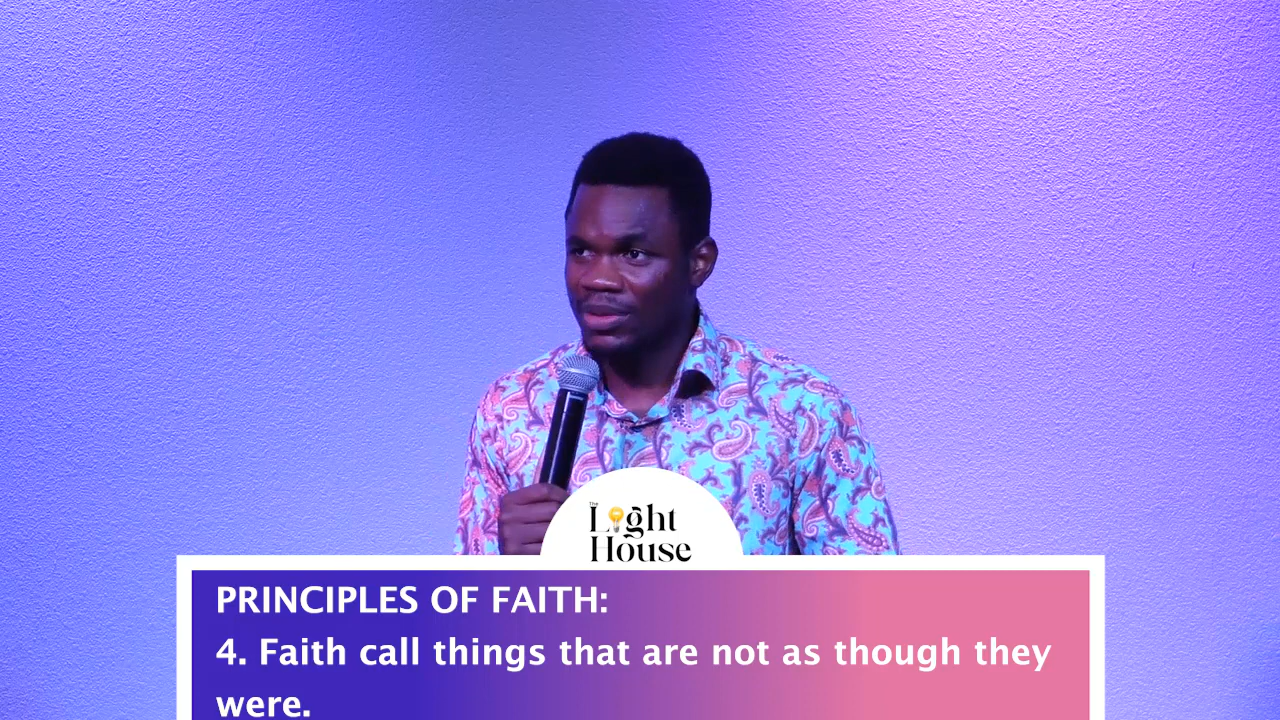 The
Light
House
PRINCIPLES OF FAITH:
4. Faith call things that are not as though they
were.